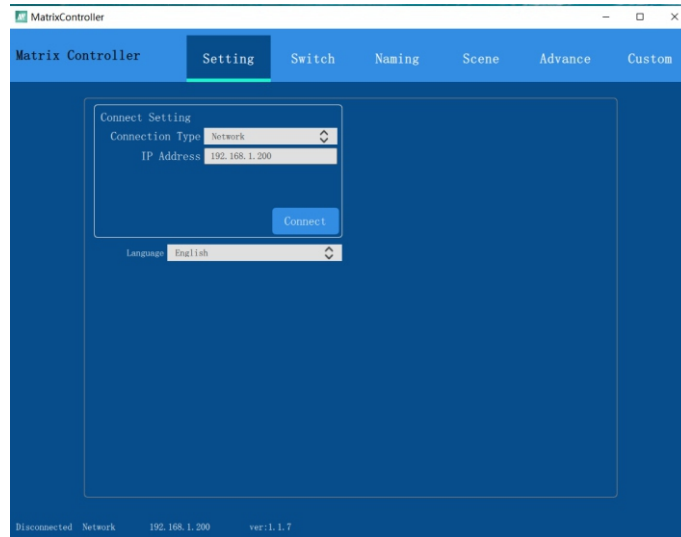 MatrixController
Matrix Controller Setting Switch Naming Scene Advance Custom
Connect Setting
Connection Type Network
IP Address 192.168.1.200
Connect
Language English
Disconnected Network 192.168.1.200 ver:1.1.7